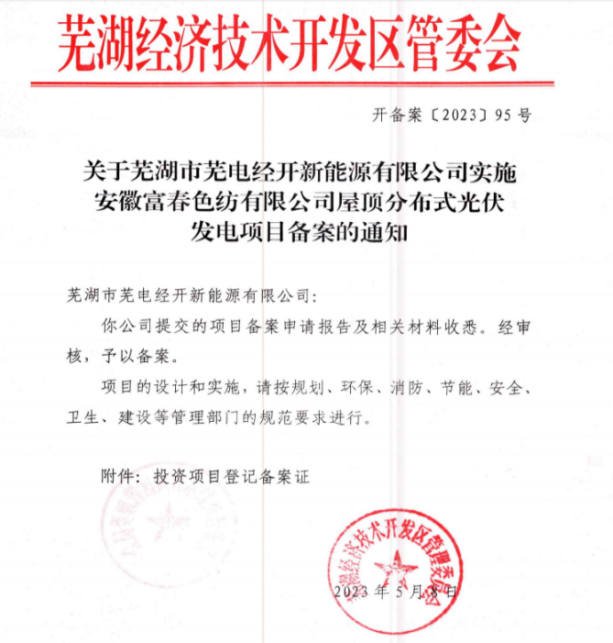 芜湖经济技术开发区管委会
开备案〔2023〕95 号
关于芜湖市芜电经开新能源有限公司实施
安徽富春色纺有限公司屋顶分布式光伏
发电项目备案的通知
芜湖市芜电经开新能源有限公司：
你公司提交的项目备案申请报告及相关材料收悉。经审
核，予以备案。
项目的设计和实施，请按规划、环保、消防、节能、安全、
卫生、建设等管理部门的规范要求进行。
附件：投资项目登记备案证
芜湖经济技术开发区管理委员会
2023 年 5 月 8 日